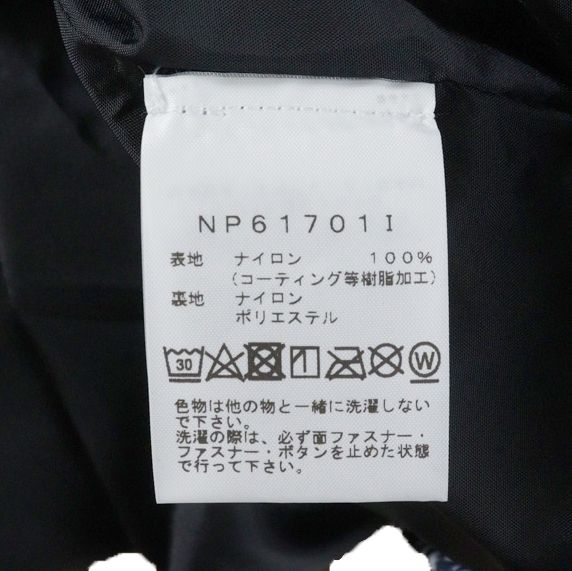 NP61701I
表地 ナイロン 100%
(コーティング等樹脂加工)
裏地 ナイロン
ポリエステル
30 W
色物は他の物と一緒に洗濯しない
で下さい。
洗濯の際は、必ず面ファスナー・
ファスナー・ボタンを止めた状態
で行って下さい。